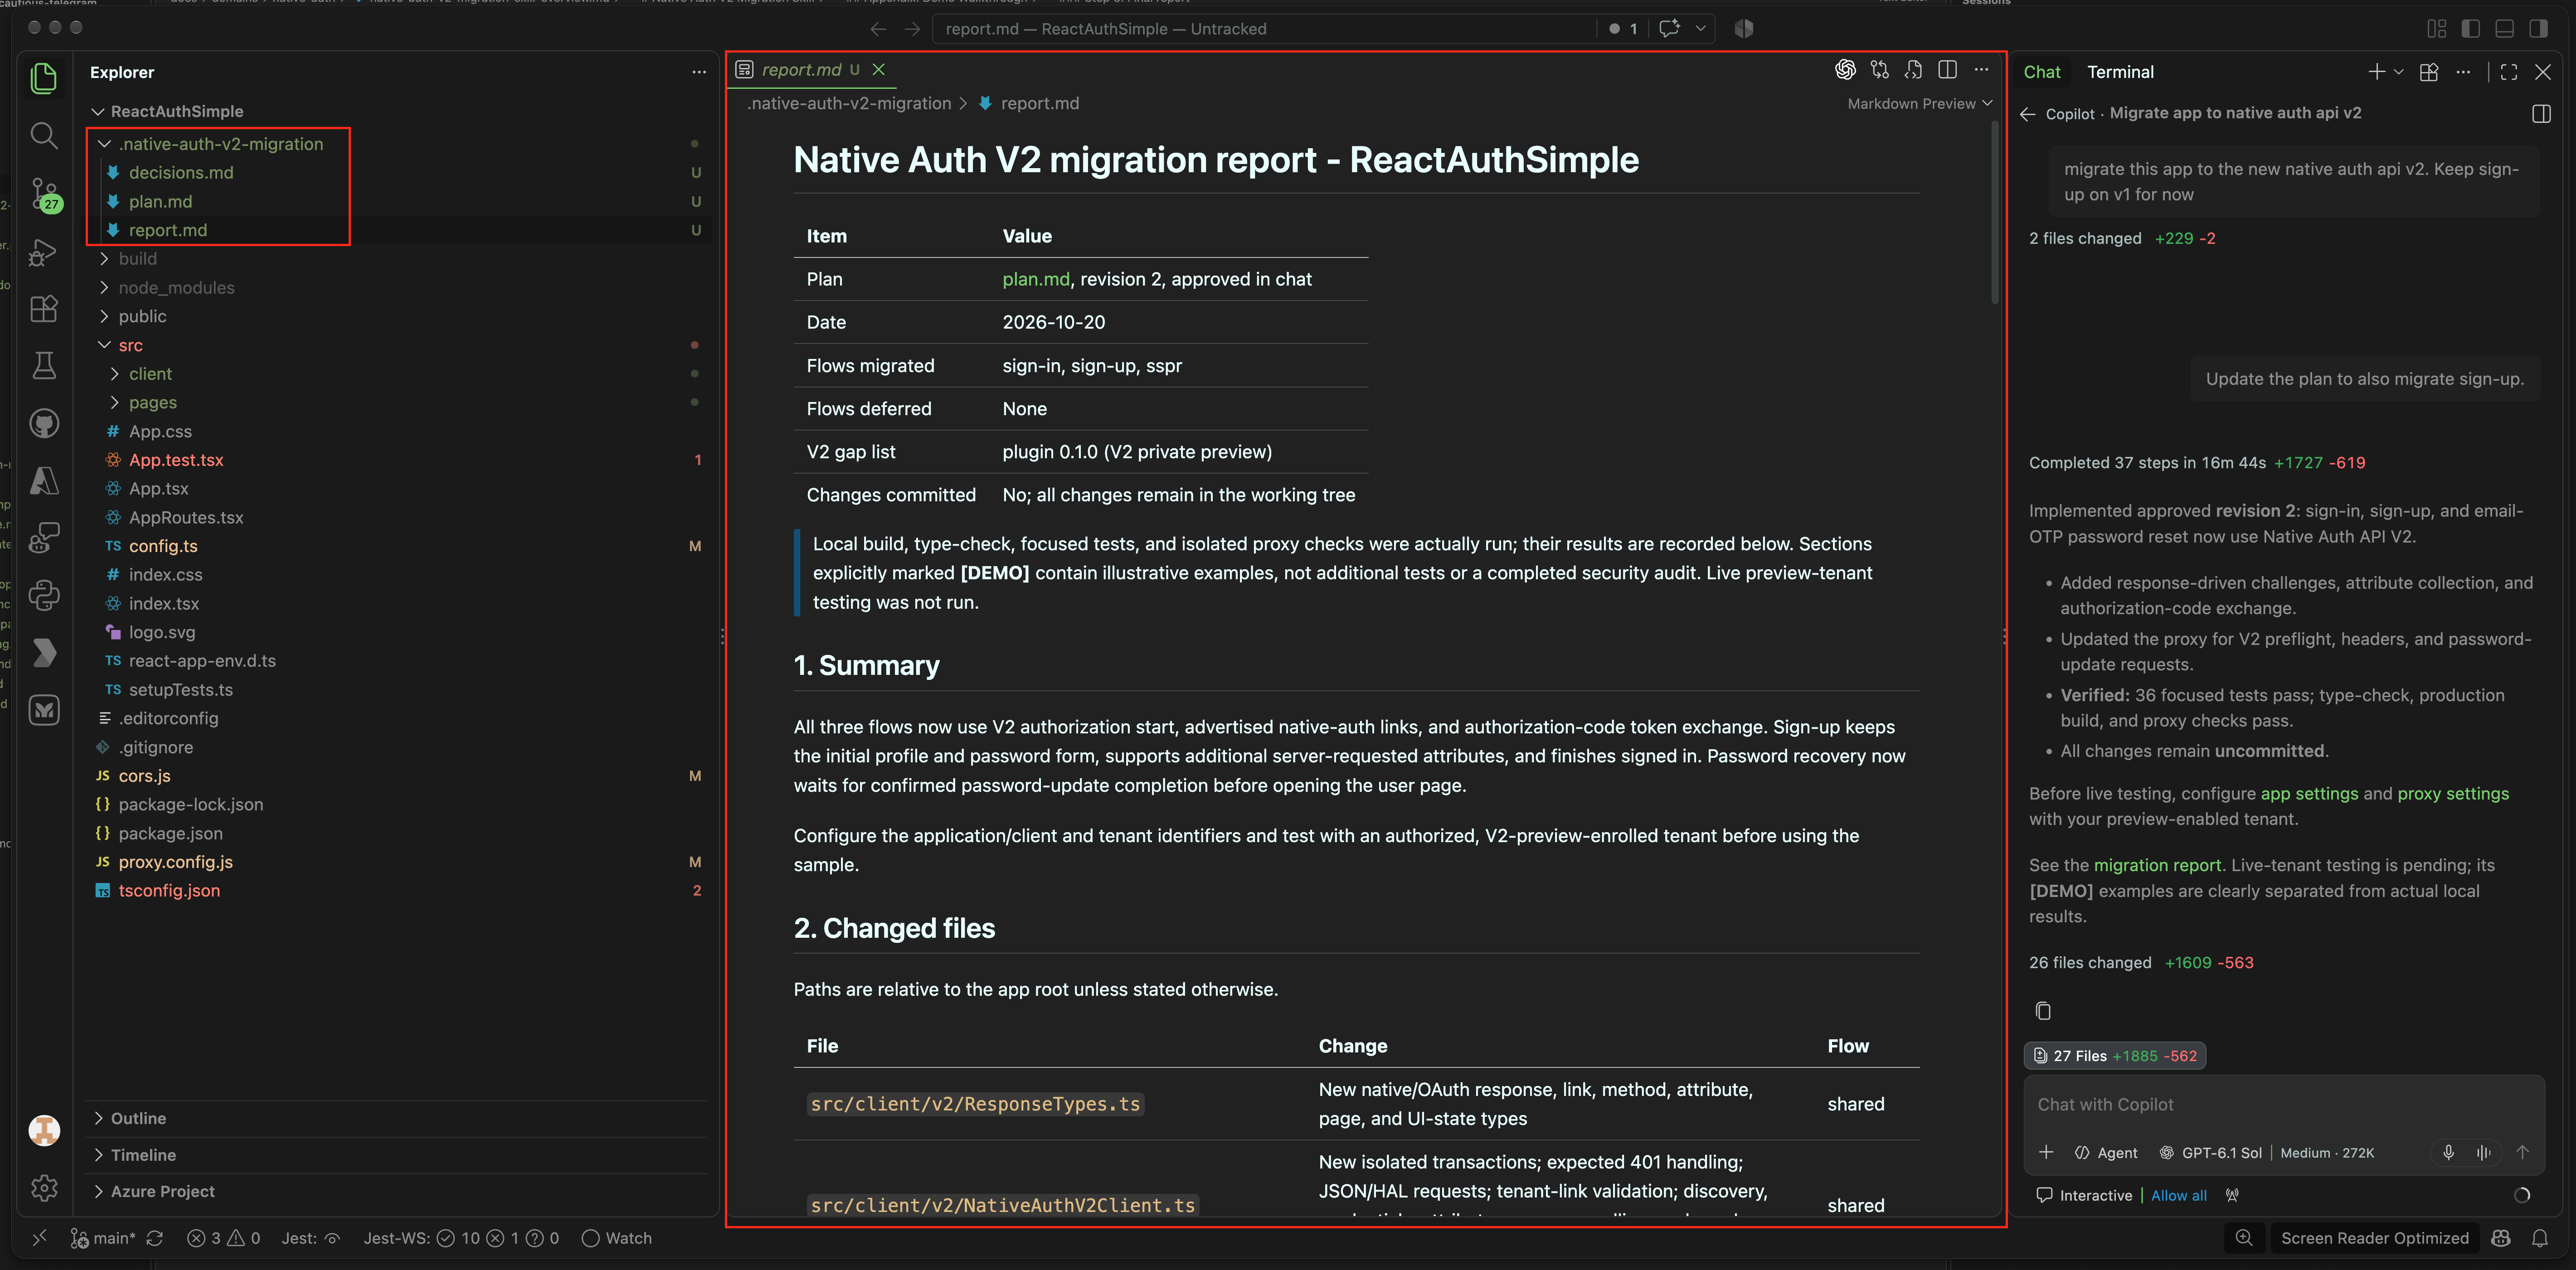 report.md — ReactAuthSimple — Untracked
1
Explorer
ReactAuthSimple
.native-auth-v2-migration
decisions.md U
plan.md U
report.md U
build
node_modules
public
src
client
pages
App.css
App.test.tsx 1
App.tsx
AppRoutes.tsx
TS config.ts M
index.css
index.tsx
logo.svg
TS react-app-env.d.ts
TS setupTests.ts
.editorconfig
.gitignore
JS cors.js M
{} package-lock.json
{} package.json
JS proxy.config.js M
TS tsconfig.json 2
27
Outline
Timeline
Azure Project
report.md U
.native-auth-v2-migration > report.md
Markdown Preview
Native Auth V2 migration report - ReactAuthSimple
Item Value
Plan plan.md, revision 2, approved in chat
Date 2026-10-20
Flows migrated sign-in, sign-up, sspr
Flows deferred None
V2 gap list plugin 0.1.0 (V2 private preview)
Changes committed No; all changes remain in the working tree
Local build, type-check, focused tests, and isolated proxy checks were actually run; their results are recorded below. Sections
explicitly marked [DEMO] contain illustrative examples, not additional tests or a completed security audit. Live preview-tenant
testing was not run.
1. Summary
All three flows now use V2 authorization start, advertised native-auth links, and authorization-code token exchange. Sign-up keeps
the initial profile and password form, supports additional server-requested attributes, and finishes signed in. Password recovery now
waits for confirmed password-update completion before opening the user page.
Configure the application/client and tenant identifiers and test with an authorized, V2-preview-enrolled tenant before using the
sample.
2. Changed files
Paths are relative to the app root unless stated otherwise.
File Change Flow
src/client/v2/ResponseTypes.ts New native/OAuth response, link, method, attribute, shared
page, and UI-state types
New isolated transactions; expected 401 handling;
src/client/v2/NativeAuthV2Client.ts JSON/HAL requests; tenant-link validation; discovery, shared
Chat Terminal
Copilot · Migrate app to native auth api v2
migrate this app to the new native auth api v2. Keep sign-
up on v1 for now
2 files changed +229 -2
Update the plan to also migrate sign-up.
Completed 37 steps in 16m 44s +1727 -619
Implemented approved revision 2: sign-in, sign-up, and email-
OTP password reset now use Native Auth API V2.
• Added response-driven challenges, attribute collection, and
authorization-code exchange.
• Updated the proxy for V2 preflight, headers, and password-
update requests.
• Verified: 36 focused tests pass; type-check, production
build, and proxy checks pass.
• All changes remain uncommitted.
Before live testing, configure app settings and proxy settings
with your preview-enabled tenant.
See the migration report. Live-tenant testing is pending; its
[DEMO] examples are clearly separated from actual local
results.
26 files changed +1609 -563
27 Files +1885 -562
Chat with Copilot
Agent GPT-6.1 Sol | Medium · 272K
Interactive | Allow all
main* 3 0 Jest: Jest-WS: 10 1 0 Watch
Screen Reader Optimized